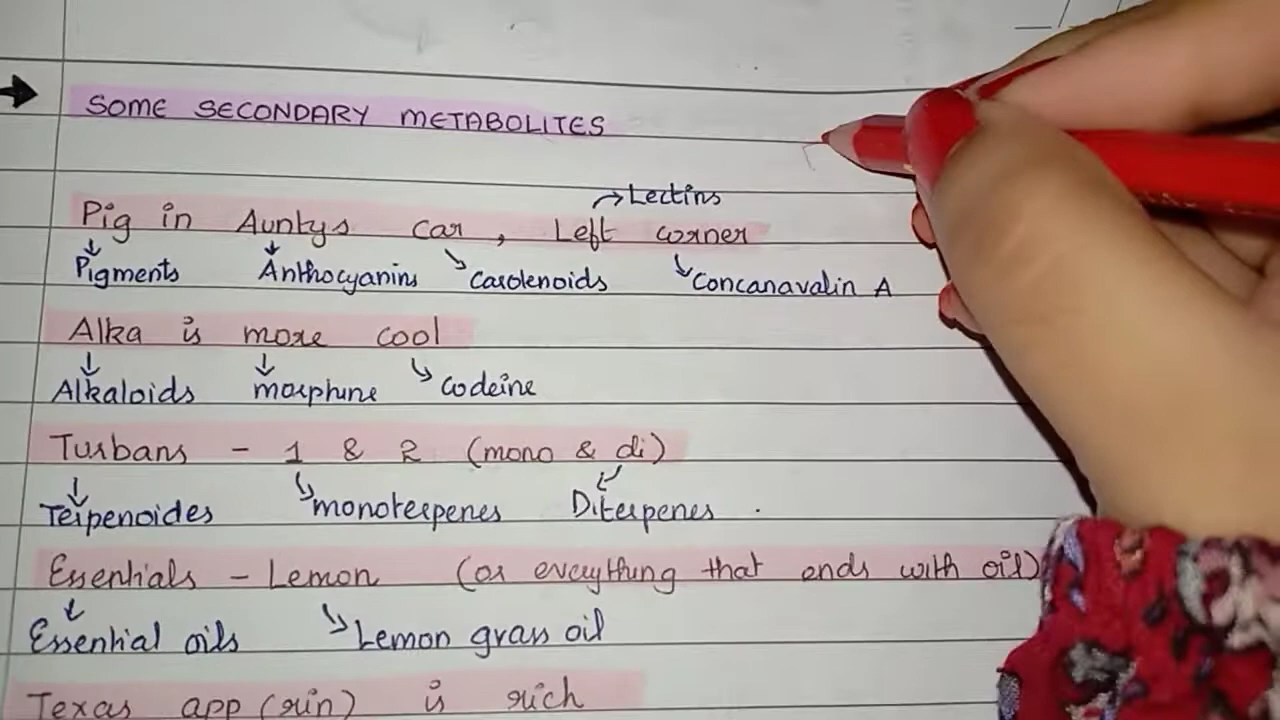 SOME SECONDARY METABOLITES
→ Lectins
Pig in Auntys car, Left corner
Pigments Anthocyanins Carotenoids Concanavalin A
Alka is more cool
Alkaloids morphine codeine
Turbans - 1 & 2 (mono & di)
Terpenoides monoterpenes Diterpenes .
Essentials - Lemon (or everything that ends with oil)
Essential oils Lemon grass oil
Texas app (rin) is rich